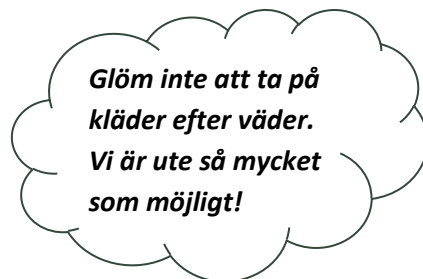 Glöm inte att ta på
kläder efter väder.
Vi är ute så mycket
som möjligt!